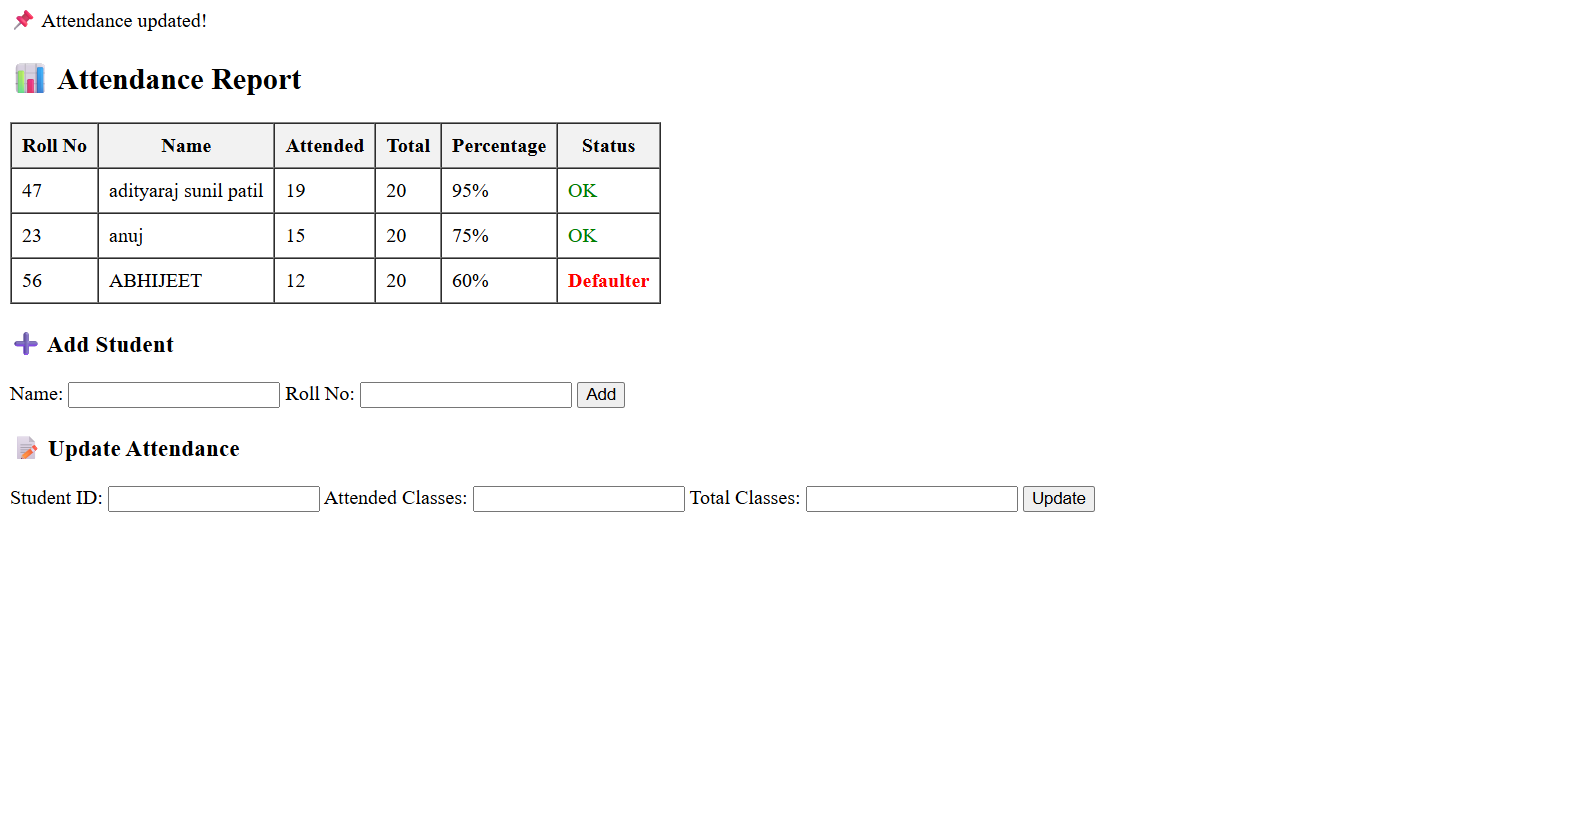 📌 Attendance updated!
📊 Attendance Report
Roll No Name Attended Total Percentage Status
47 adityaraj sunil patil 19 20 95% OK
23 anuj 15 20 75% OK
56 ABHIJEET 12 20 60% Defaulter
➕ Add Student
Name: Roll No: Add
📝 Update Attendance
Student ID: Attended Classes: Total Classes: Update